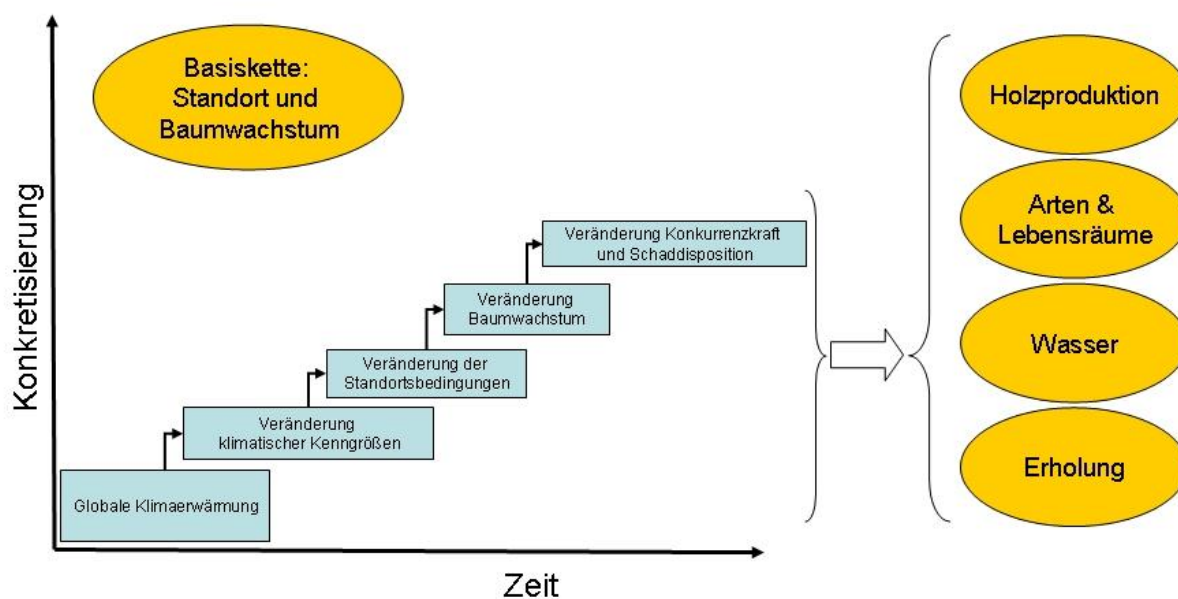 Basiskette:
Standort und
Baumwachstum
Konkretisierung
Veränderung Konkurrenzkraft
und Schaddisposition
Veränderung
Baumwachstum
Veränderung der
Standortsbedingungen
Veränderung
klimatischer Kenngrößen
Globale Klimaerwärmung
Zeit
Holzproduktion
Arten &
Lebensräume
Wasser
Erholung